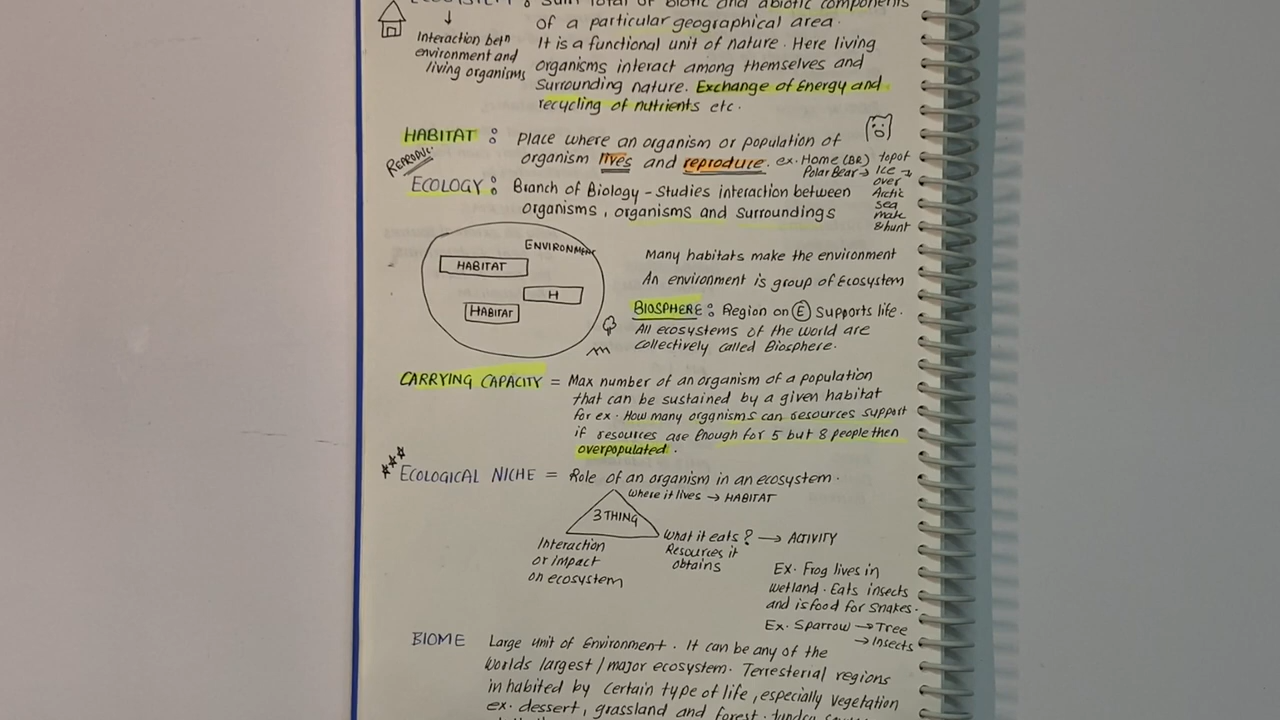 Sum total of biotic and abiotic components
of a particular geographical area.
Interaction betn
environment and
living organisms
It is a functional unit of nature. Here living
organisms interact among themselves and
Surrounding nature. Exchange of Energy and
recycling of nutrients etc.
HABITAT : Place where an organism or population of
organism lives and reproduce. ex. Home (BR)
Polar Bear → Ice →
topof
over
Arctic
sea
mate
&hunt
ECOLOGY : Branch of Biology - Studies interaction between
organisms, organisms and Surroundings
ENVIRONMENT
HABITAT
H
HABITAT
Many habitats make the environment
An environment is group of Ecosystem
BIOSPHERE : Region on (E) Supports life.
All ecosystems of the world are
collectively called Biosphere.
CARRYING CAPACITY = Max number of an organism of a population
that can be sustained by a given habitat
for ex. How many organisms can resources support
if resources are Enough for 5 but 8 people then
overpopulated.
ECOLOGICAL NICHE = Role of an organism in an ecosystem.
where it lives → HABITAT
3 THING
what it eats ? → ACTIVITY
Resources it
obtains
Interaction
or impact
on ecosystem
EX. Frog lives in
wetland. Eats insects
and is food for Snakes.
Ex. Sparrow → Tree
→ Insects
BIOME Large unit of Environment. It can be any of the
worlds largest / major ecosystem. Terresterial regions
inhabited by Certain type of life, especially Vegetation
ex. dessert, grassland and forest. tundra